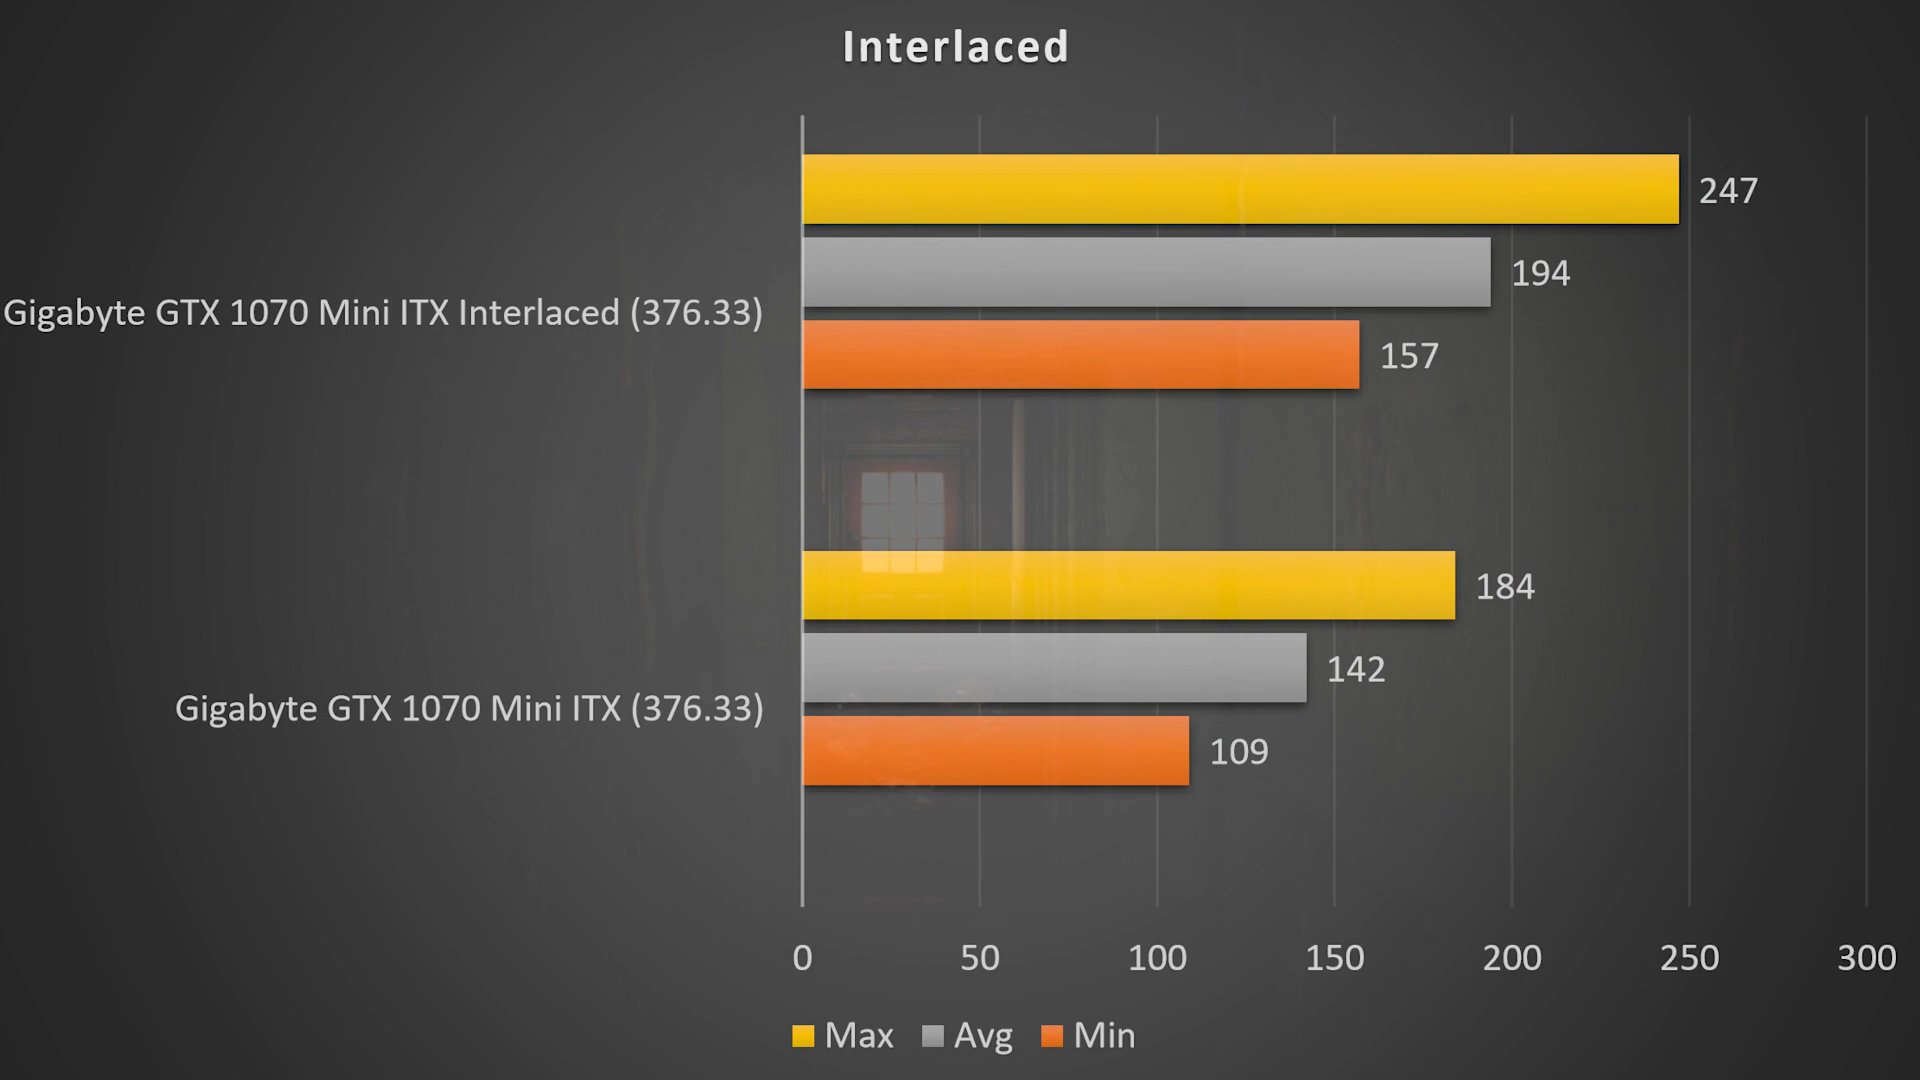 Interlaced
247
194
Gigabyte GTX 1070 Mini ITX Interlaced (376.33)
157
184
142
Gigabyte GTX 1070 Mini ITX (376.33)
109
0 50 100 150 200 250 300
Max Avg Min